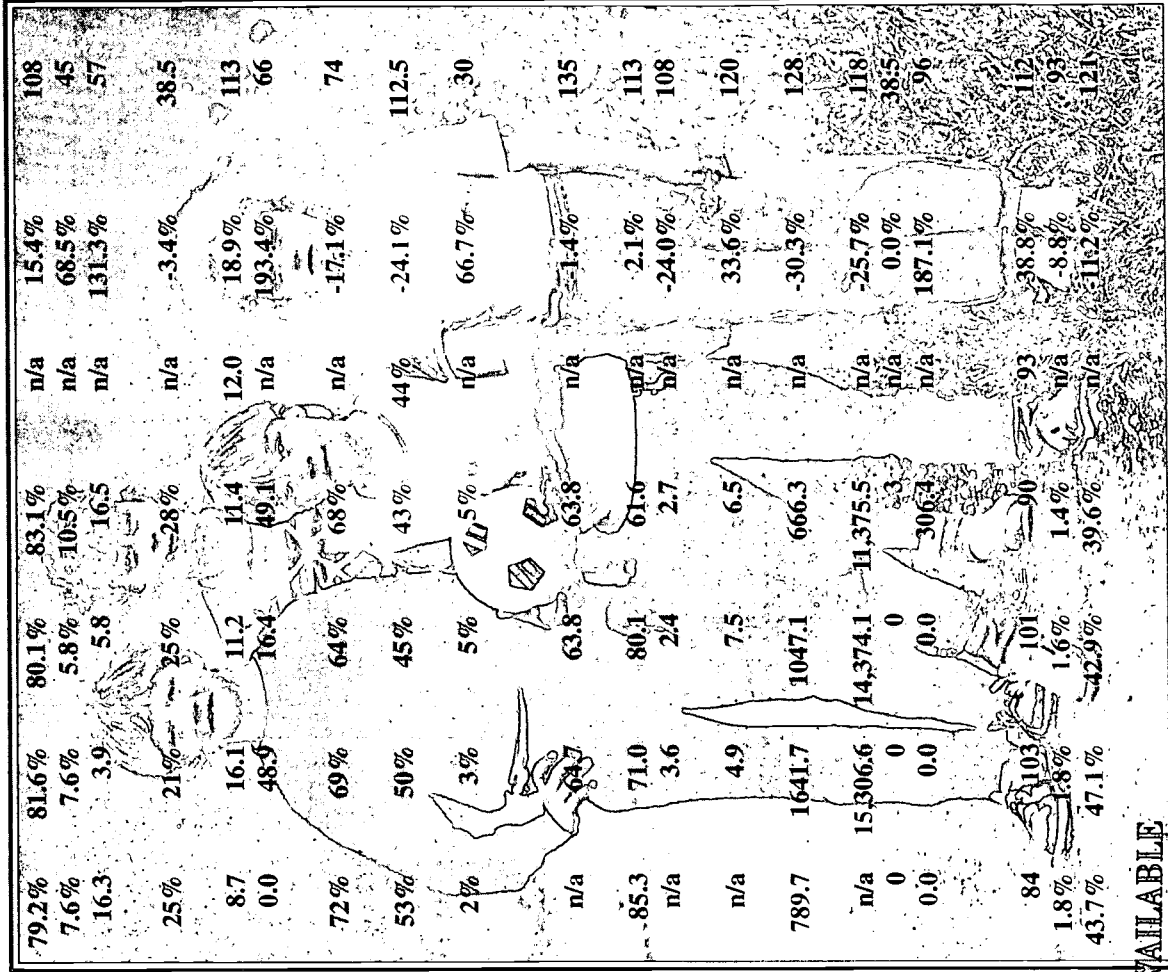 79.2% 81.6% 80.1% 83.1% n/a 15.4% 108
7.6% 7.6% 5.8% 10.5% n/a 68.5% 45
16.3 3.9 5.8 16.5 n/a 131.3% 57
25% 21% 25% 28% n/a -3.4% 38.5
8.7 16.1 11.2 11.4 12.0 18.9% 113
0.0 48.9 16.4 49.1 n/a 193.4% 66
72% 69% 64% 68% n/a -17.1% 74
53% 50% 45% 43% 44% -24.1% 112.5
2% 3% 5% 5% n/a 66.7% 30
n/a 64.7 63.8 63.8 n/a -1.4% 135
85.3 71.0 80.1 61.6 n/a -2.1% 113
n/a 3.6 2.4 2.7 n/a -24.0% 108
n/a 4.9 7.5 6.5 n/a 33.6% 120
789.7 1641.7 1047.1 666.3 n/a -30.3% 128
n/a 15,306.6 14,374.1 11,375.5 n/a -25.7% 118
0 0 0 3 n/a 0.0% 38.5
0.0 0.0 0.0 306.4 n/a 187.1% 96
84 103 101 90 93 38.8% 112
1.8% 1.8% 1.6% 1.4% n/a -8.8% 93
43.7% 47.1% 42.9% 39.6% n/a -11.2% 121